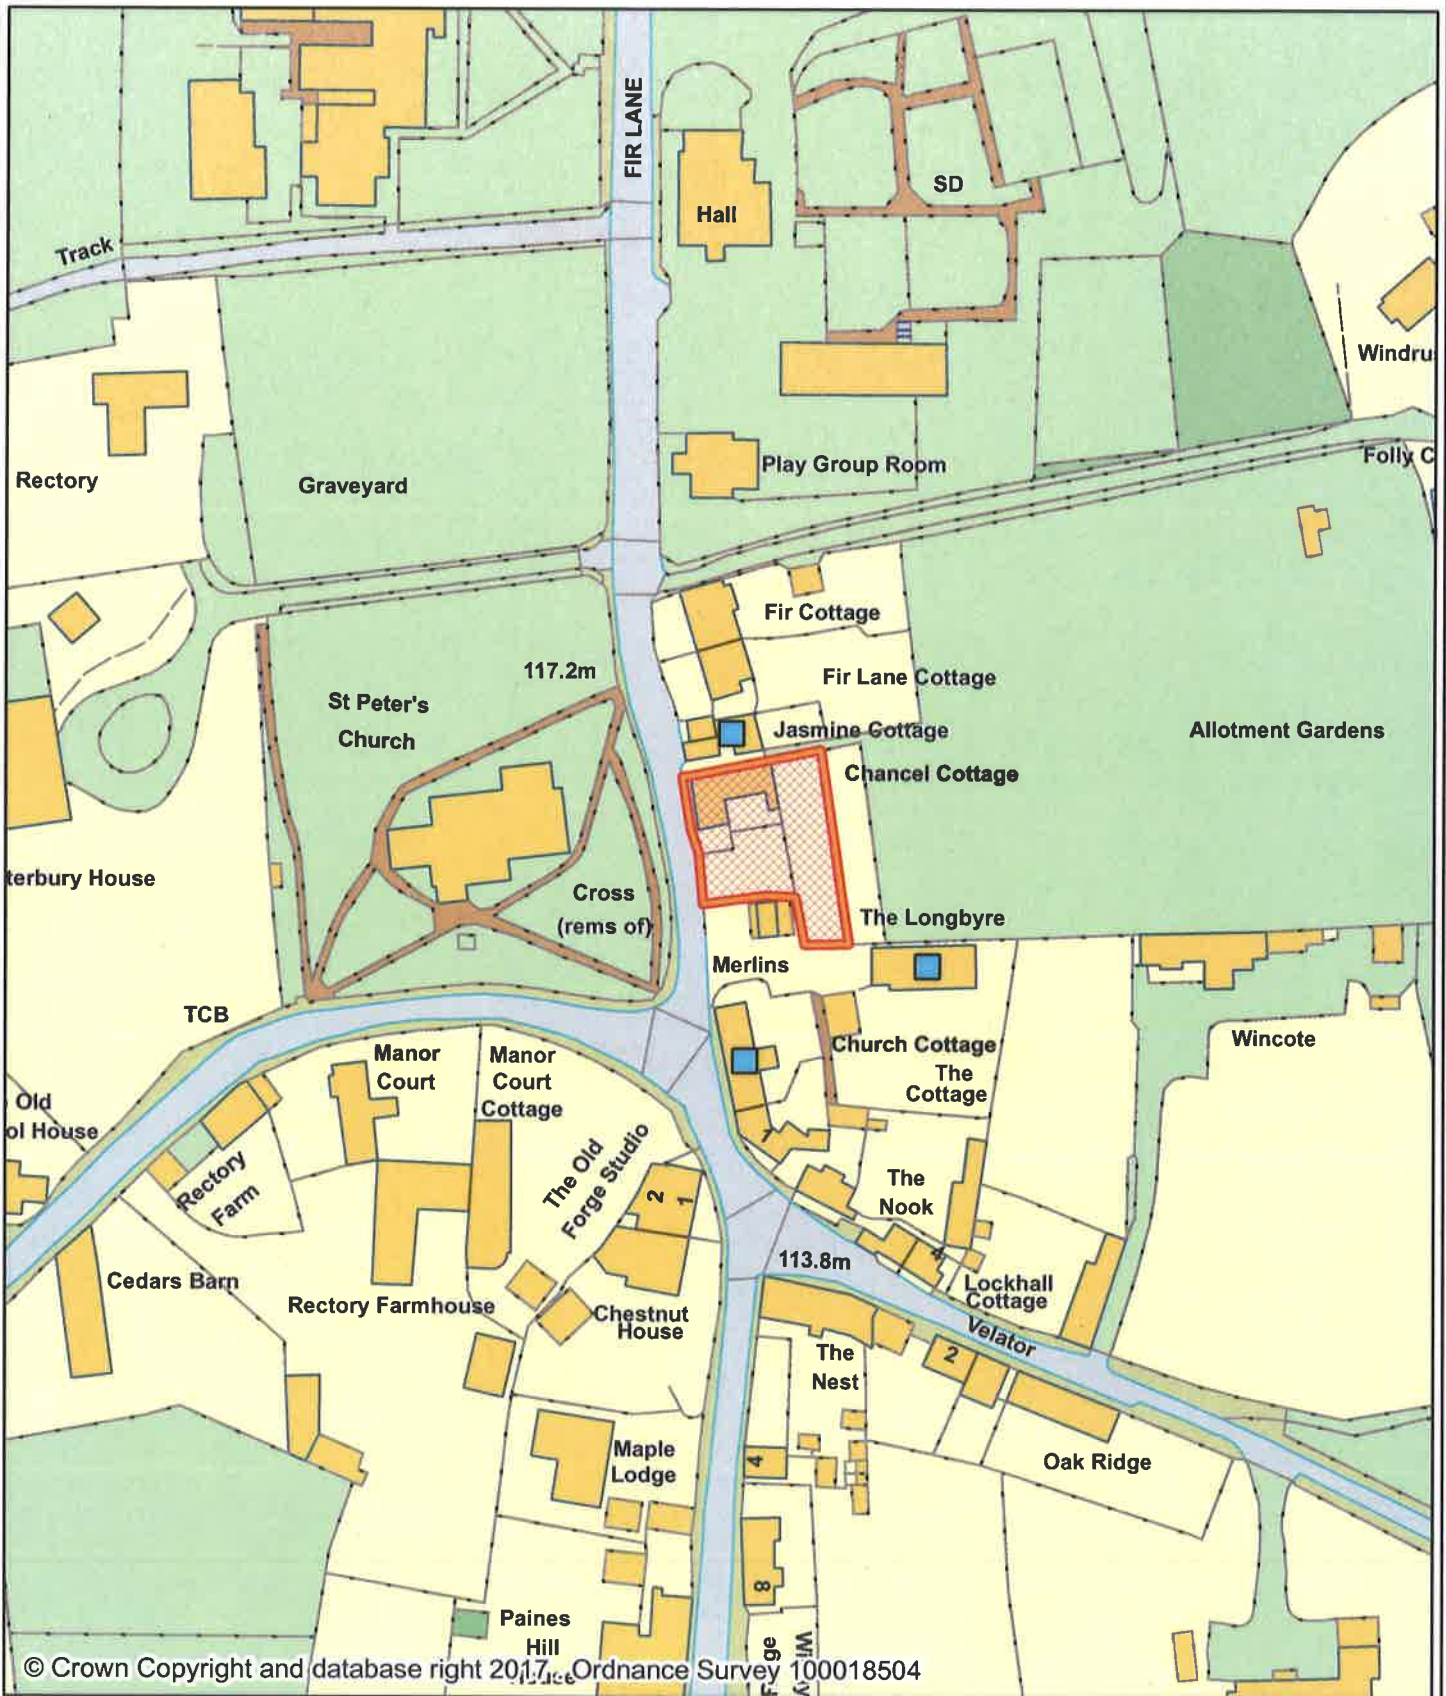 FIR LANE
SD
Hall
Track
Play Group Room
Rectory
Graveyard
Fir Cottage
117.2m
Fir Lane Cottage
St Peter's
Church
Jasmine Cottage
Allotment Gardens
Chancel Cottage
terbury House
Cross
(rems of)
The Longbyre
Merlins
TCB
Manor
Court
Manor
Court
Cottage
Church Cottage
The
Cottage
Wincote
Old
ol House
Rectory
Farm
The Old
Forge Studio
2
1
1
The
Nook
4
113.8m
Cedars Barn
Rectory Farmhouse
Chestnut
House
Lockhall
Cottage
Velator
The
Nest
2
Maple
Lodge
4
Oak Ridge
8
Paines
Hill
Windru
Folly C
© Crown Copyright and database right 2017. Ordnance Survey 100018504